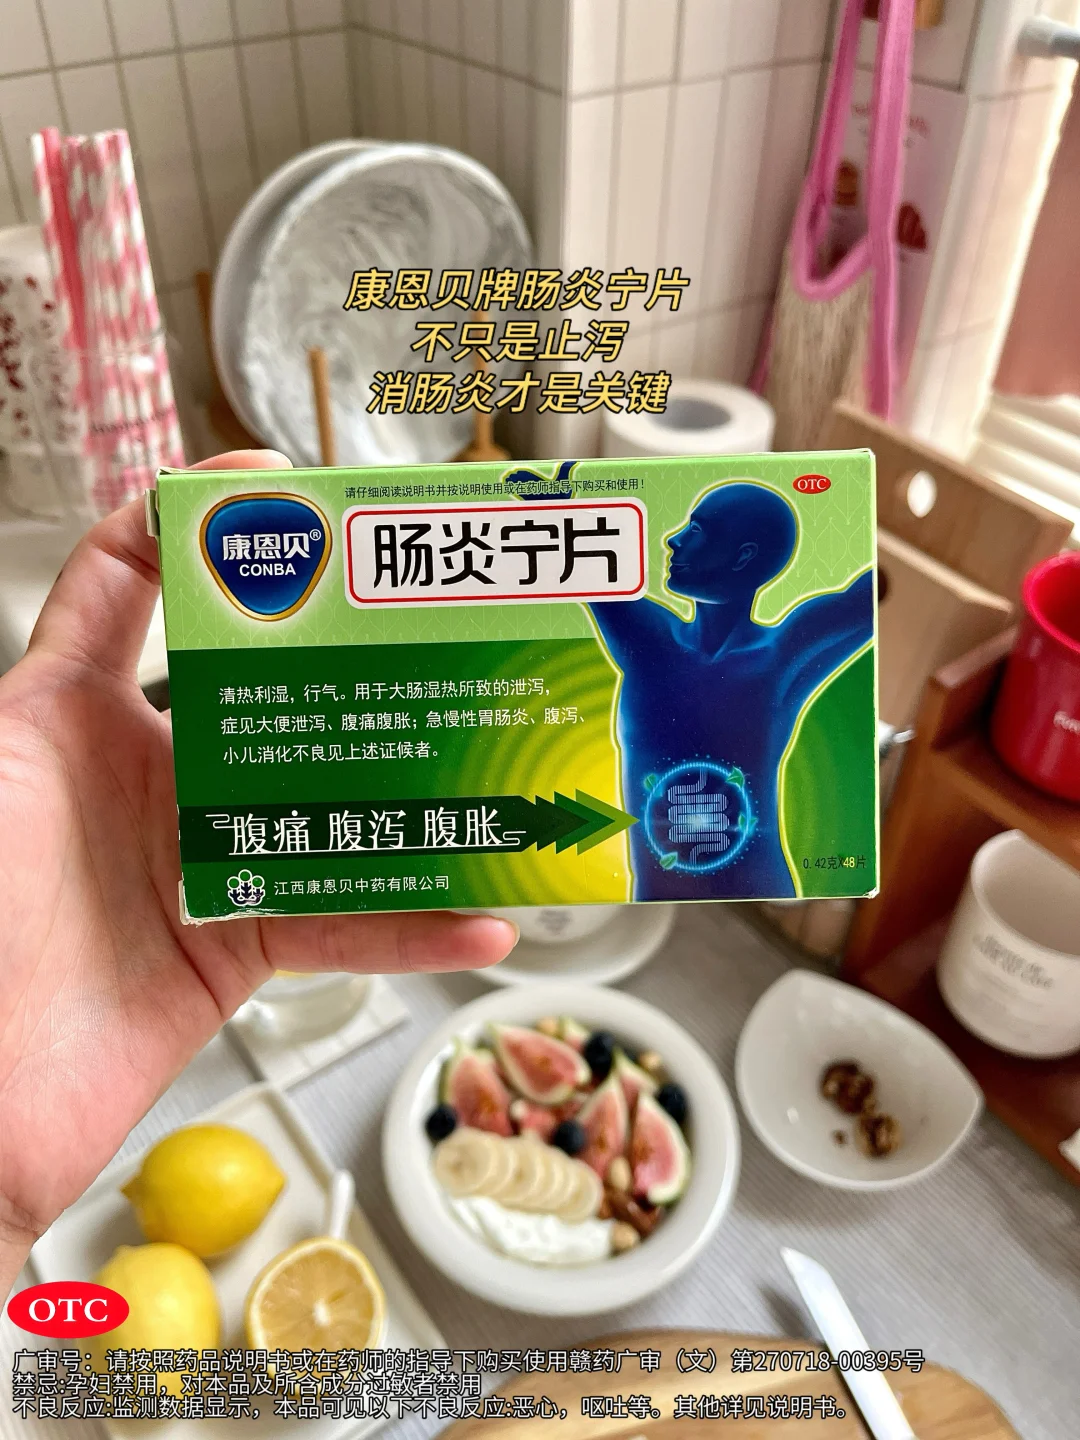 康恩贝牌肠炎宁片
不只是止泻
消肠炎才是关键
请仔细阅读说明书并按说明使用或在药师指导下购买和使用！
OTC
康恩贝®
CONBA
肠炎宁片
清热利湿，行气。用于大肠湿热所致的泄泻，
症见大便泄泻、腹痛腹胀；急慢性胃肠炎、腹泻、
小儿消化不良见上述证候者。
腹痛 腹泻 腹胀
0.42克×48片
江西康恩贝中药有限公司
OTC
广审号：请按照药品说明书或在药师的指导下购买使用赣药广审（文）第270718-00395号
禁忌:孕妇禁用，对本品及所含成分过敏者禁用
不良反应:监测数据显示，本品可见以下不良反应:恶心，呕吐等。其他详见说明书。